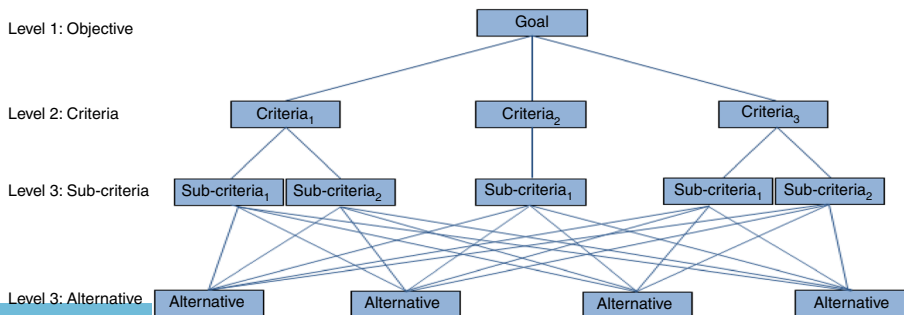 Level 1: Objective Goal
Level 2: Criteria Criteria₁ Criteria₂ Criteria₃
Level 3: Sub-criteria Sub-criteria₁ Sub-criteria₂ Sub-criteria₁ Sub-criteria₁ Sub-criteria₂
Level 3: Alternative Alternative Alternative Alternative Alternative